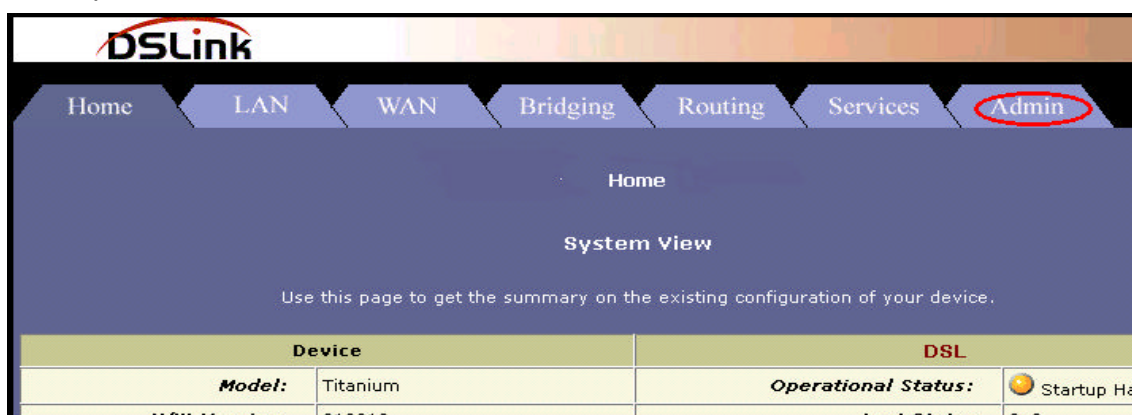 DSLink
Home LAN WAN Bridging Routing Services Admin
Home
System View
Use this page to get the summary on the existing configuration of your device.
Device DSL
Model: Titanium Operational Status: Startup Ha